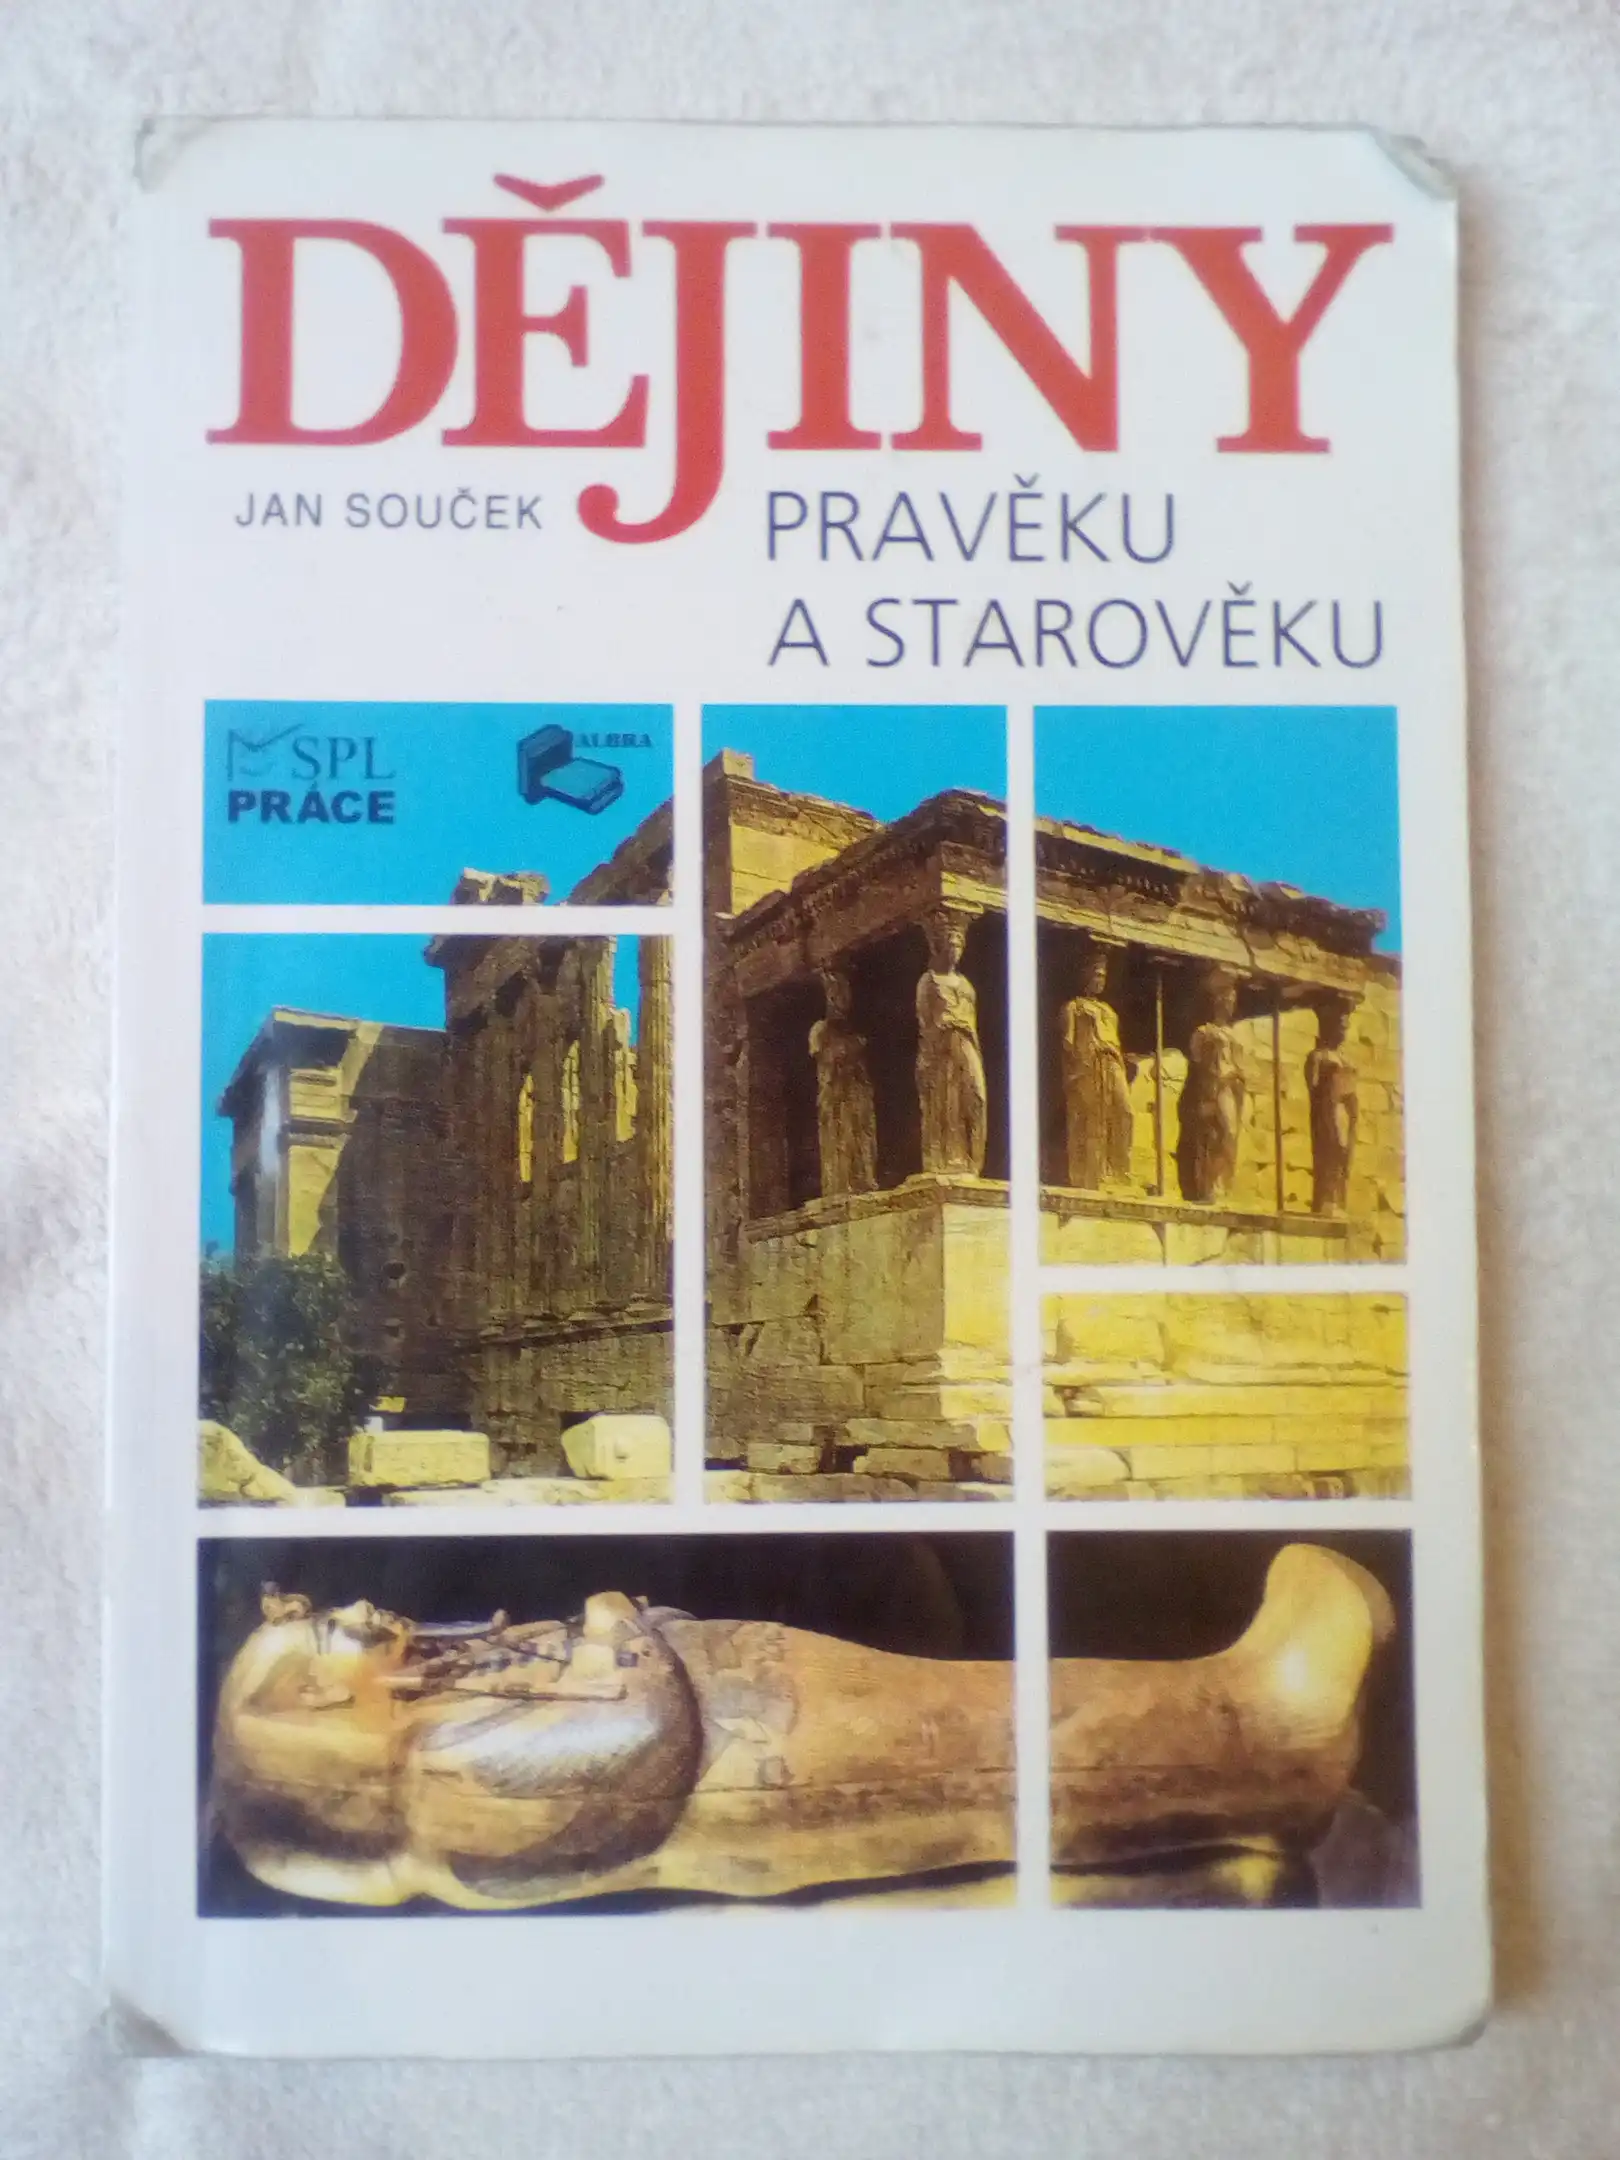 DĚJINY
JAN SOUČEK
PRAVĚKU
A STAROVĚKU
SPL
PRÁCE
ALBRA